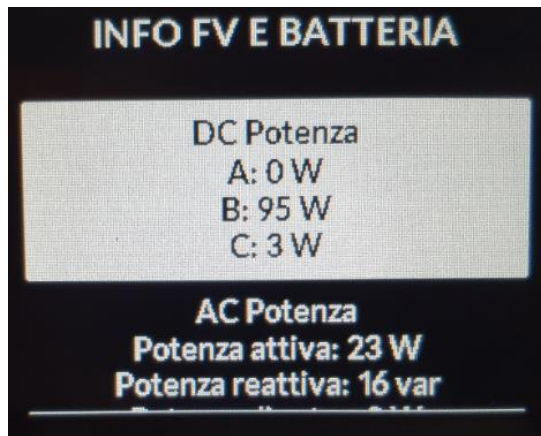 INFO FV E BATTERIA
DC Potenza
A: 0 W
B: 95 W
C: 3 W
AC Potenza
Potenza attiva: 23 W
Potenza reattiva: 16 var